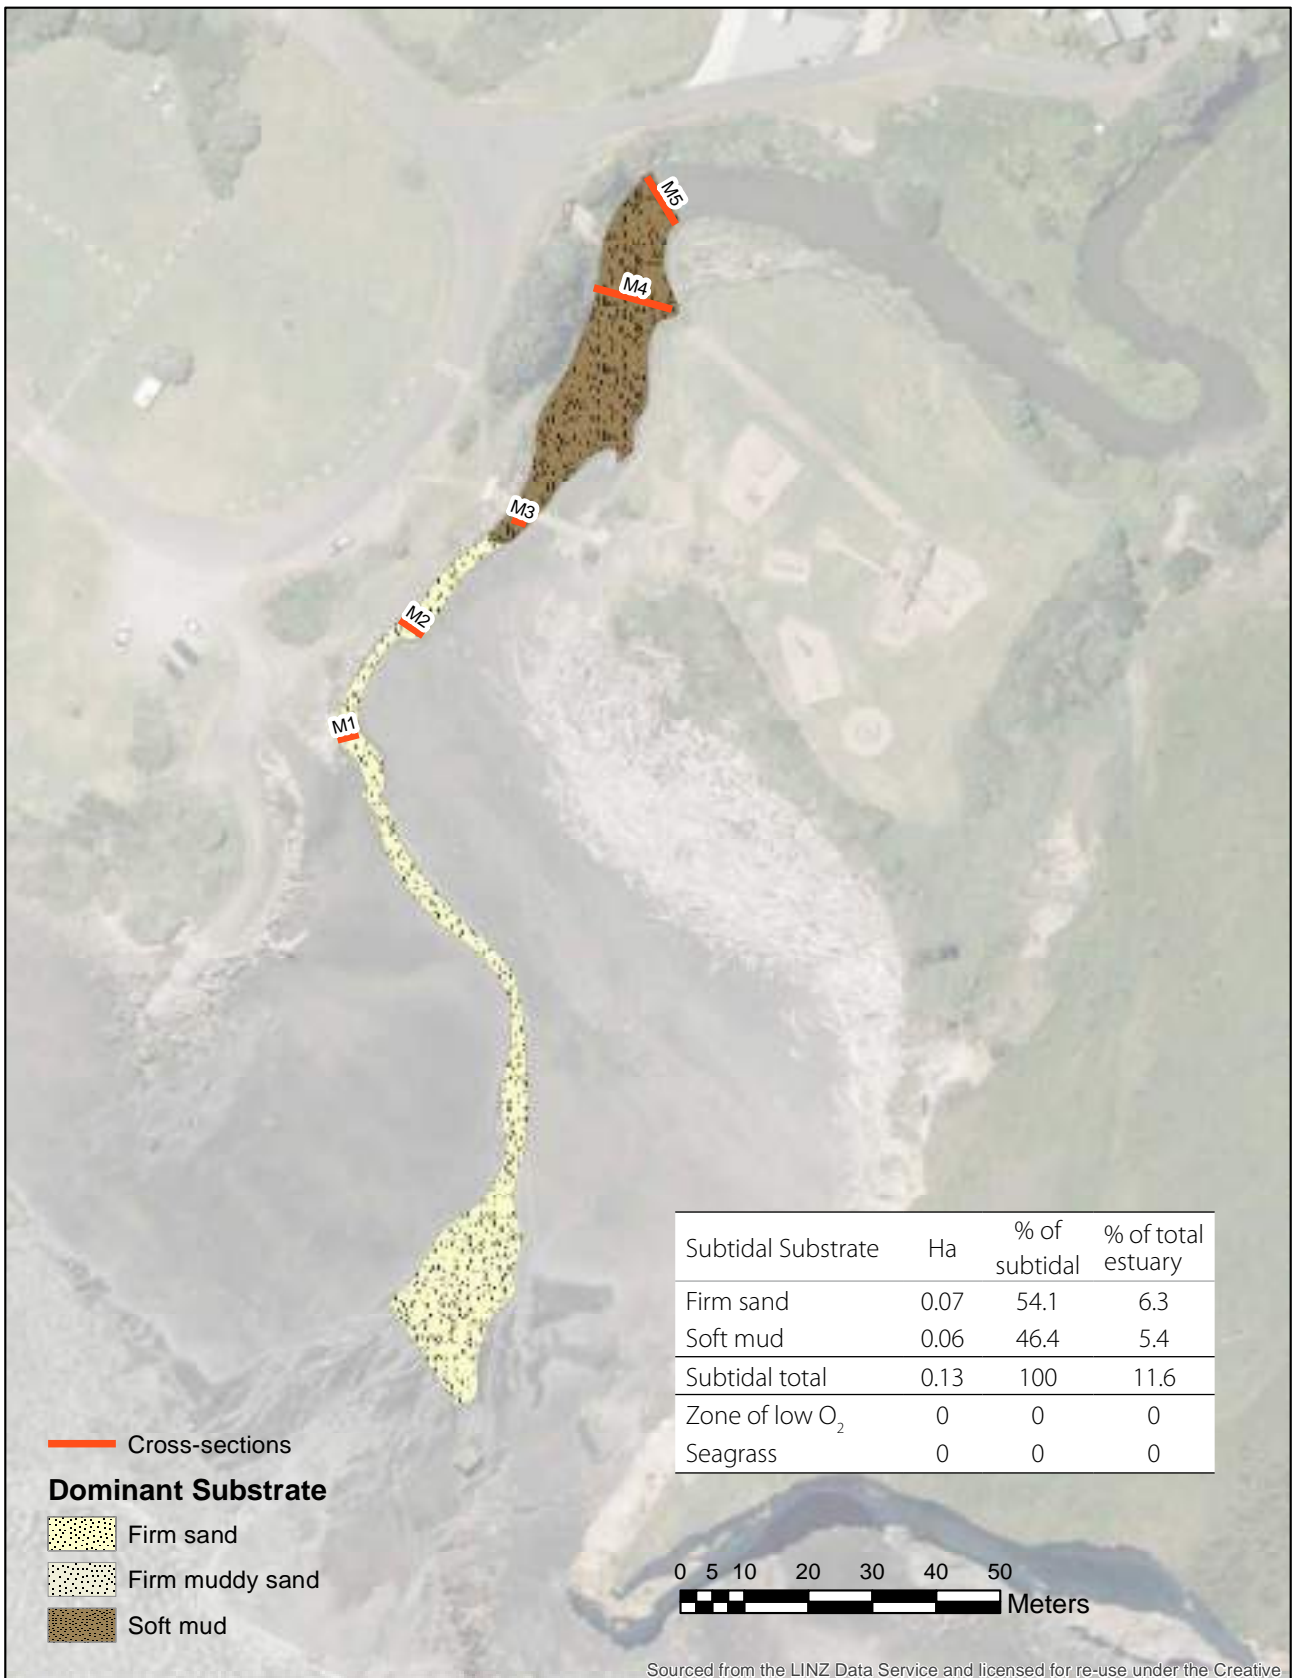 M5
M4
M3
M2
M1
Subtidal Substrate Ha % of subtidal % of total estuary
Firm sand 0.07 54.1 6.3
Soft mud 0.06 46.4 5.4
Subtidal total 0.13 100 11.6
Zone of low O2 0 0 0
Seagrass 0 0 0
Cross-sections
Dominant Substrate
Firm sand
Firm muddy sand
Soft mud
0 5 10 20 30 40 50
Meters
Sourced from the LINZ Data Service and licensed for re-use under the Creative